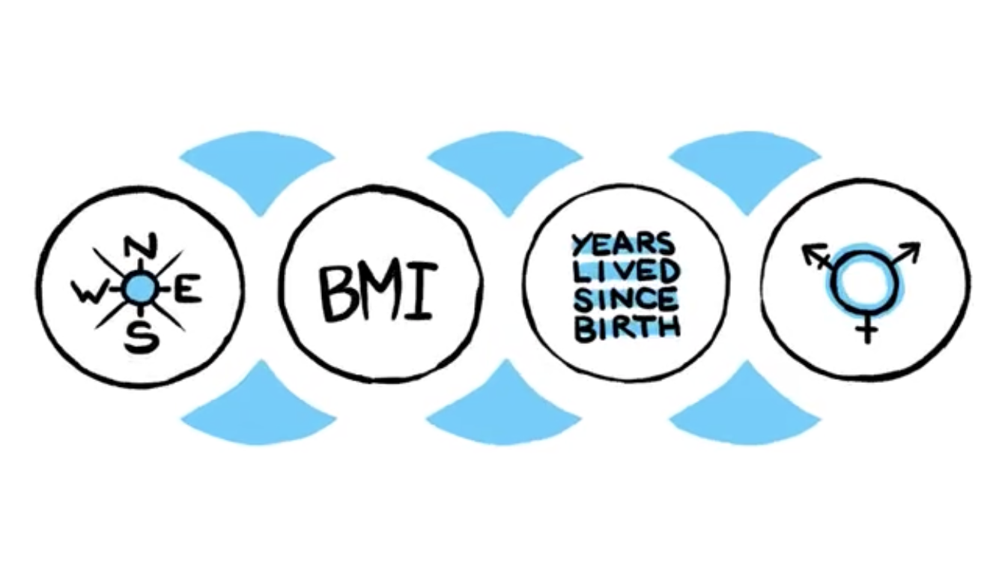 N
W E
S
BMI
YEARS
LIVED
SINCE
BIRTH